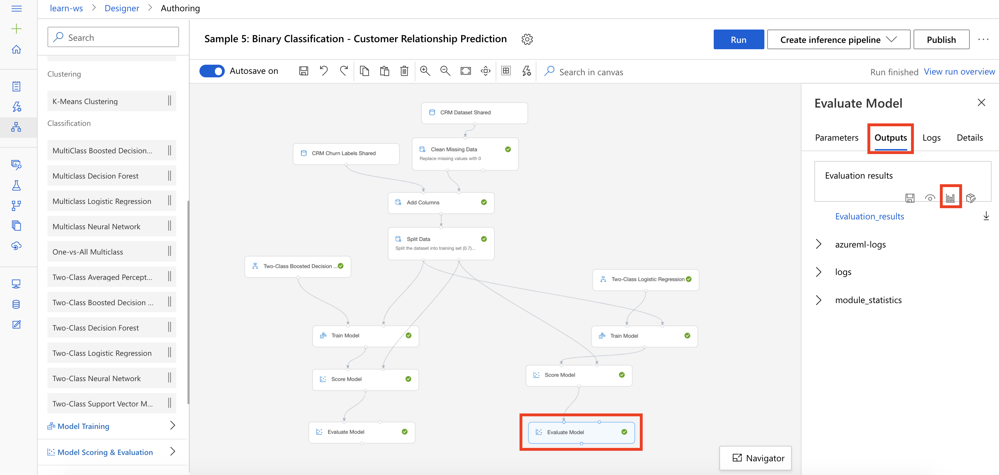 learn-ws > Designer > Authoring
Search
Clustering
K-Means Clustering
Classification
MultiClass Boosted Decision...
Multiclass Decision Forest
Multiclass Logistic Regression
Multiclass Neural Network
One-vs-All Multiclass
Two-Class Averaged Percept...
Two-Class Boosted Decision ...
Two-Class Decision Forest
Two-Class Logistic Regression
Two-Class Neural Network
Two-Class Support Vector M...
Model Training
Model Scoring & Evaluation
Sample 5: Binary Classification - Customer Relationship Prediction
Run
Create inference pipeline
Publish
Autosave on
Search in canvas
Run finished View run overview
CRM Dataset Shared
CRM Churn Labels Shared
Clean Missing Data
Replace missing values with 0
Add Columns
Split Data
Split the dataset into training set (0.7)...
Two-Class Boosted Decision ...
Two-Class Logistic Regression
Train Model
Train Model
Score Model
Score Model
Evaluate Model
Evaluate Model
Navigator
Evaluate Model
Parameters
Outputs
Logs
Details
Evaluation results
Evaluation_results
azureml-logs
logs
module_statistics